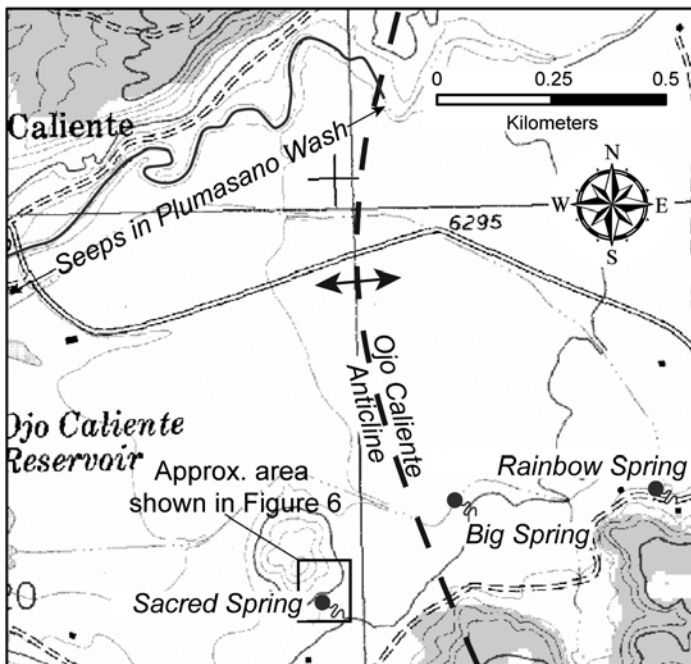 0
0.25
0.5
Kilometers
Caliente
N
W
E
S
6295
Seeps in Plumasano Wash
Ojo Caliente
Anticline
Ojo Caliente
Reservoir
Approx. area
shown in Figure 6
Rainbow Spring
Big Spring
Sacred Spring